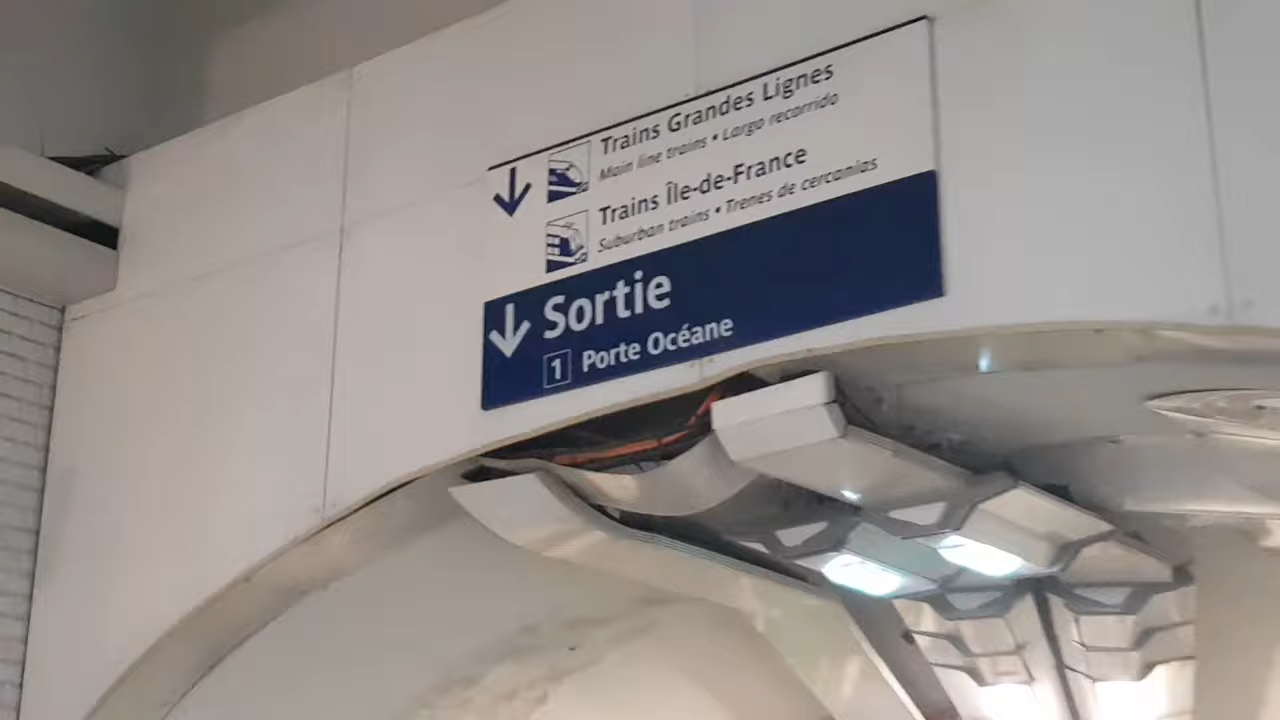 Trains Grandes Lignes
Main line trains • Largo recorrido
Trains Île-de-France
Suburban trains • Trenes de cercanías
Sortie
1 Porte Océane